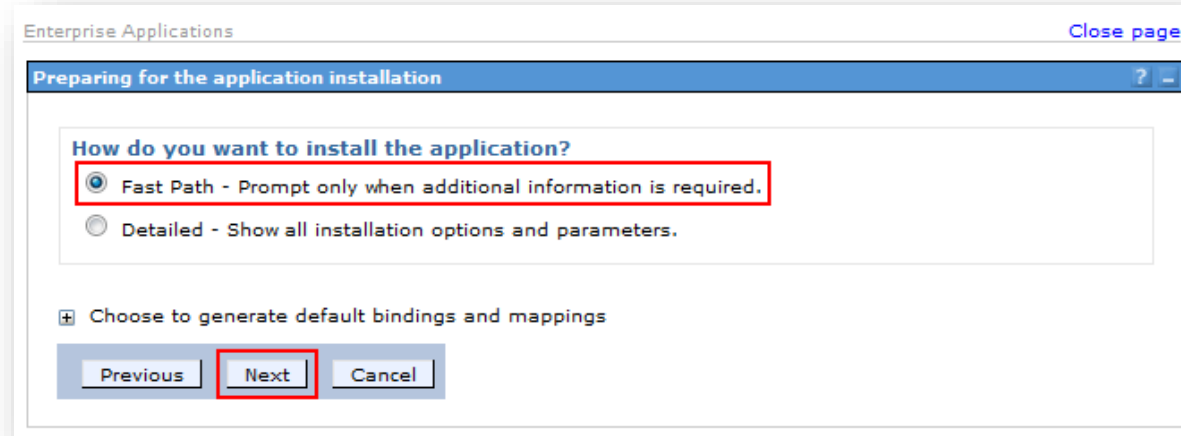 Enterprise Applications
Close page
Preparing for the application installation
? –
How do you want to install the application?
Fast Path - Prompt only when additional information is required.
Detailed - Show all installation options and parameters.
+ Choose to generate default bindings and mappings
Previous Next Cancel